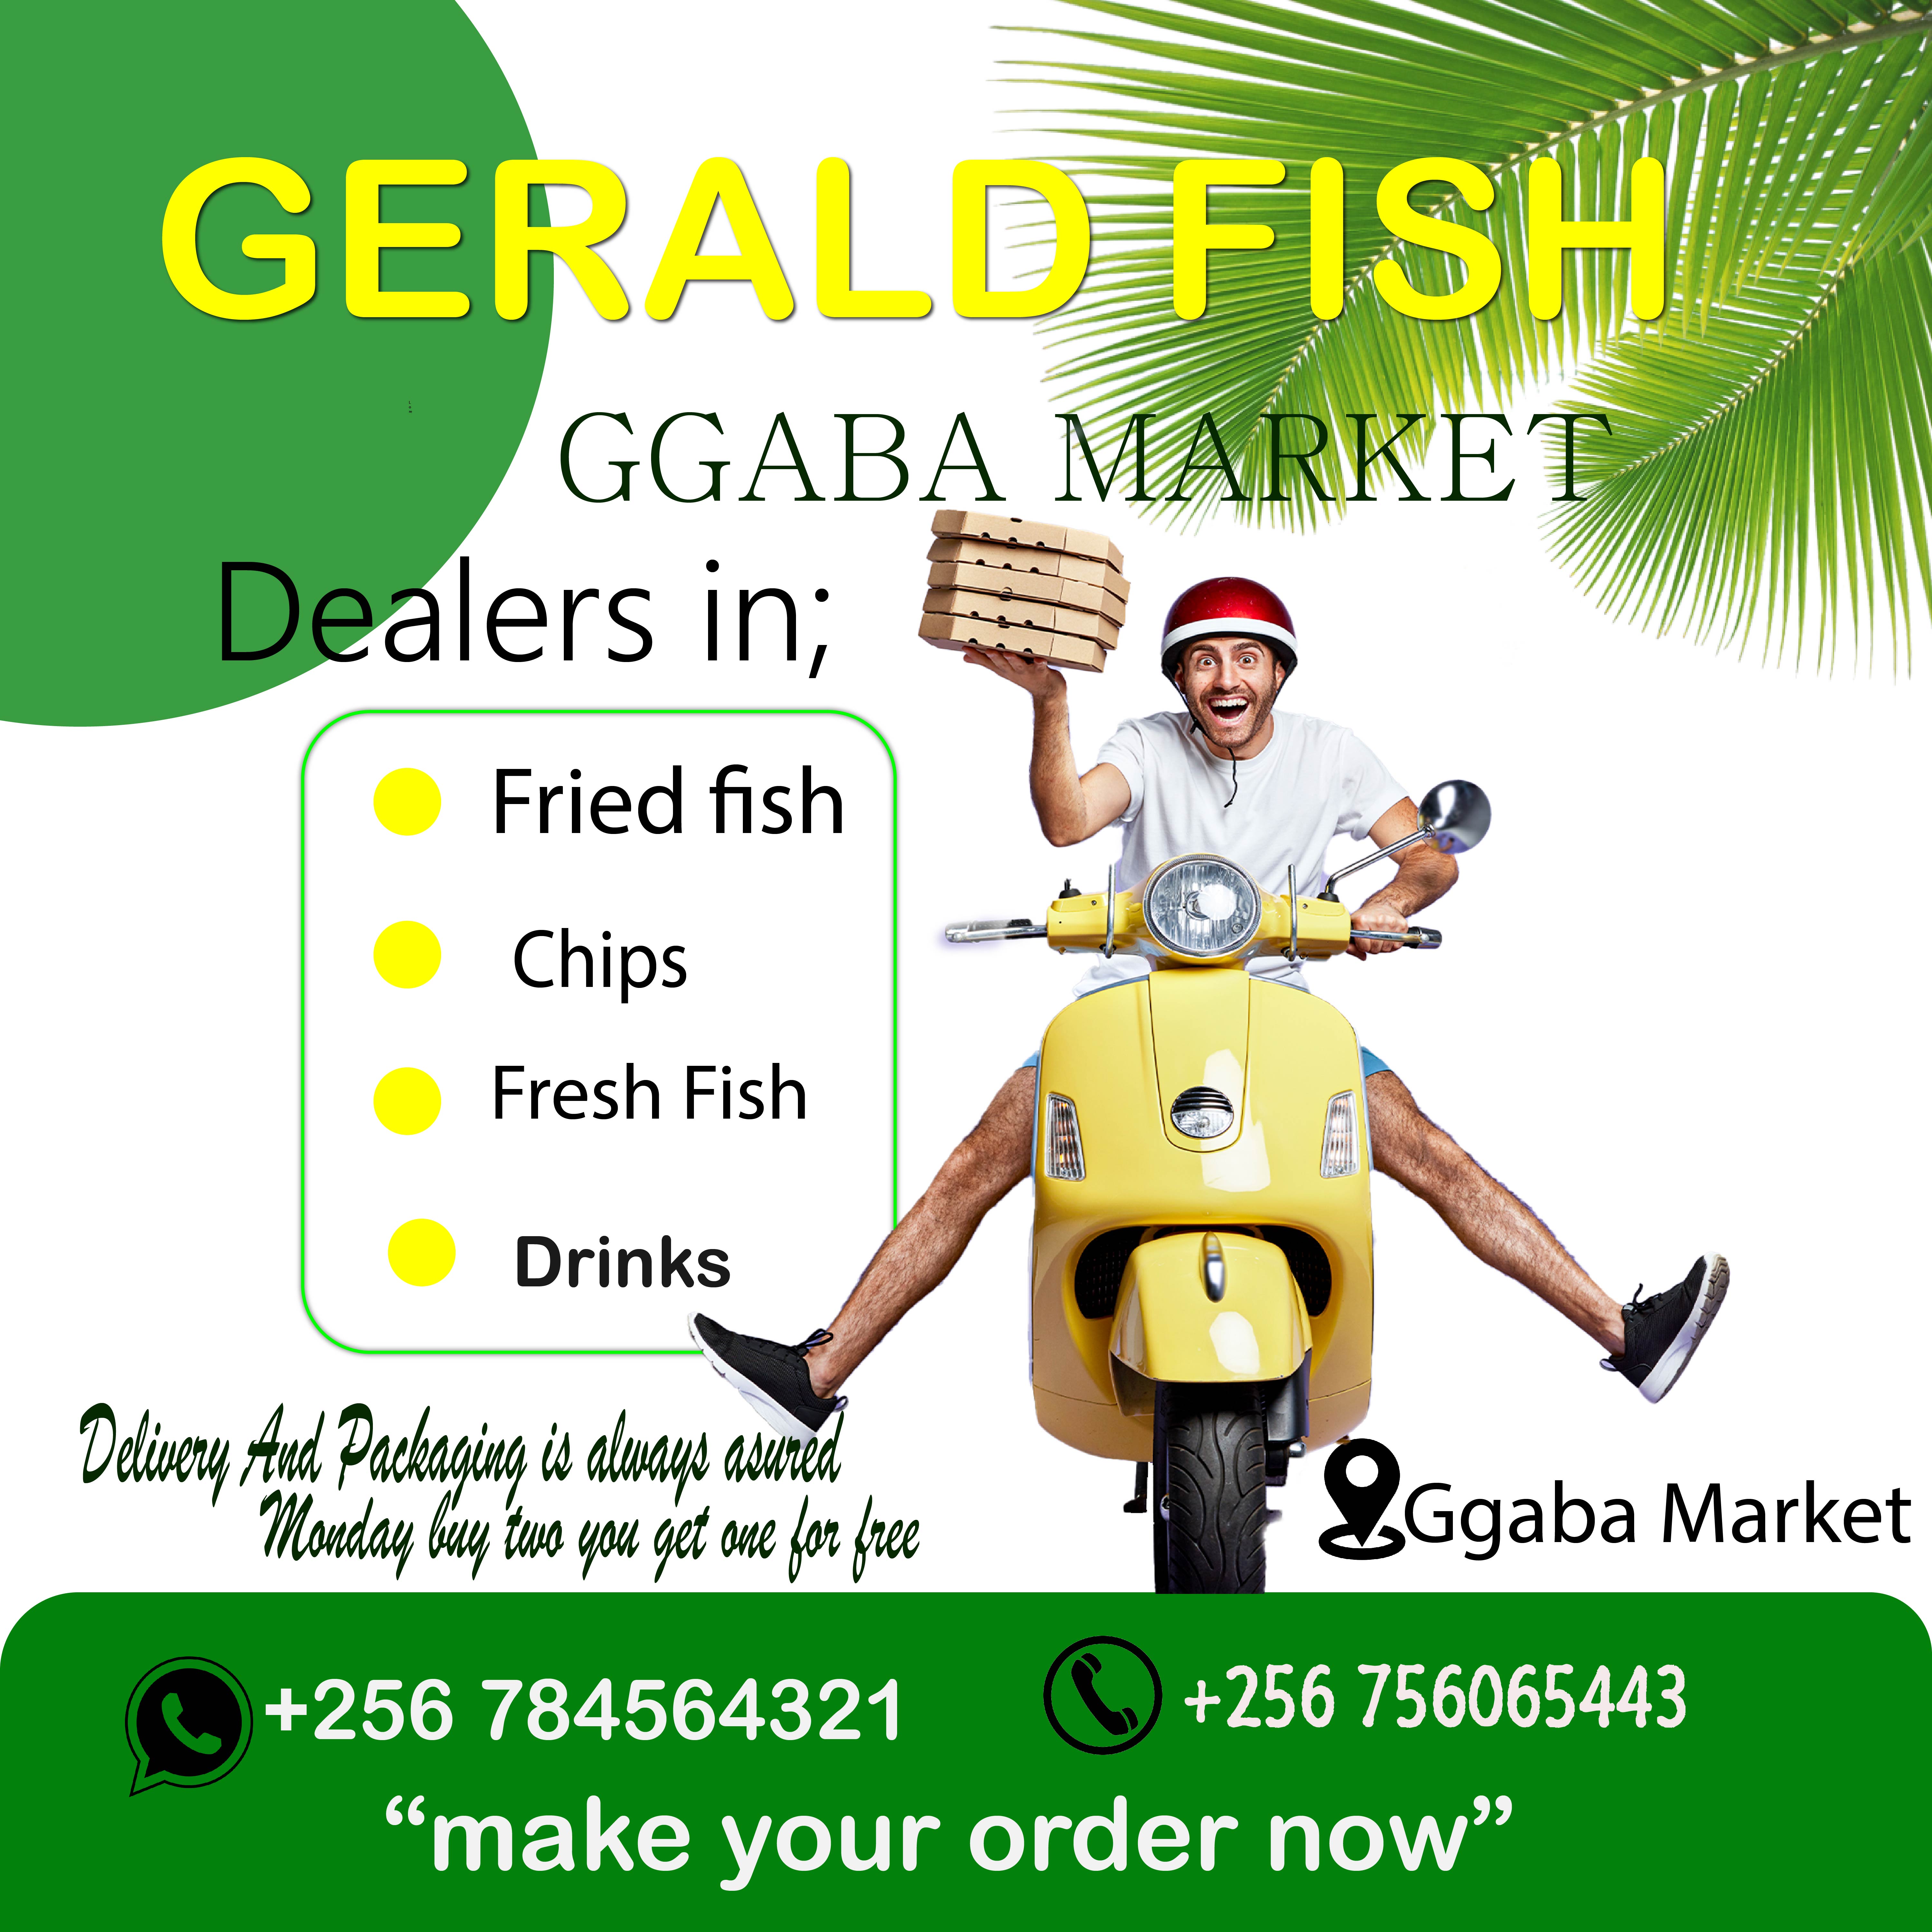 GERALD FISH
GGABA MARKET
Dealers in;
Fried fish
Chips
Fresh Fish
Drinks
Delivery And Packaging is always asured
Monday buy two you get one for free
Ggaba Market
+256 784564321
+256 756065443
“make your order now”